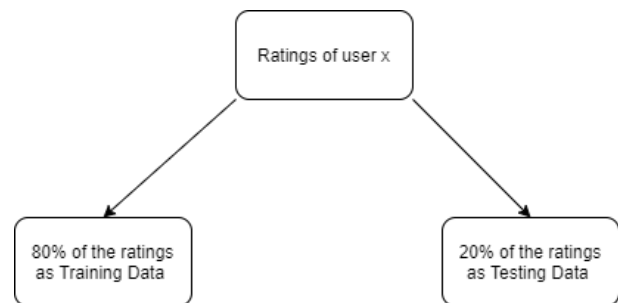 Ratings of user x
80% of the ratings
as Training Data
20% of the ratings
as Testing Data